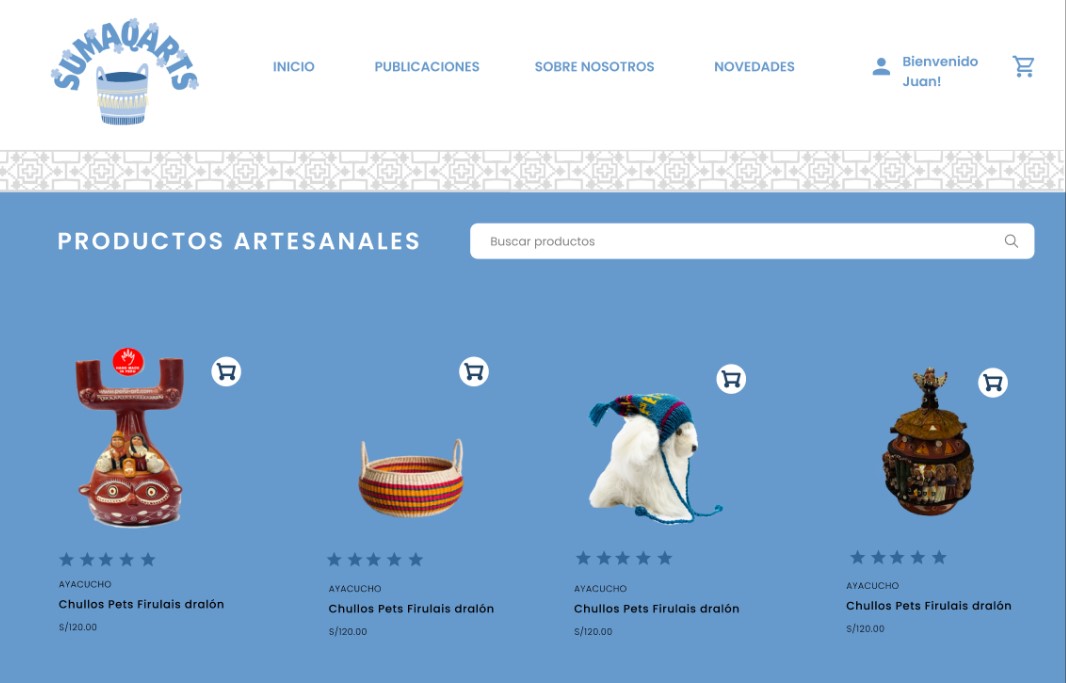 SUMAQARTS
INICIO
PUBLICACIONES
SOBRE NOSOTROS
NOVEDADES
Bienvenido
Juan!
PRODUCTOS ARTESANALES
Buscar productos
AYACUCHO
Chullos Pets Firulais dralón
S/120.00
AYACUCHO
Chullos Pets Firulais dralón
S/120.00
AYACUCHO
Chullos Pets Firulais dralón
S/120.00
AYACUCHO
Chullos Pets Firulais dralón
S/120.00